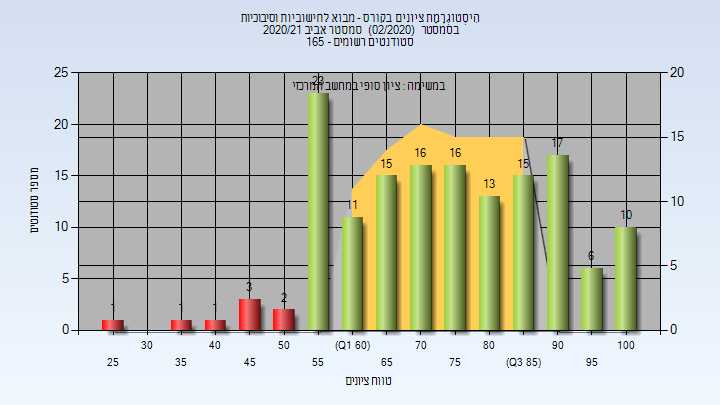 היסטוגרמת ציונים בקורס - מבוא לחישוביות וסיבוכיות
בסמסטר (02/2020) סמסטר אביב 2020/21
סטודנטים רשומים - 165
במשימה : ציון סופי במחשב המרכזי
25 20
20 15
15 10
10 5
5 0
0
1 1 1 3 2 23 11 15 16 16 13 15 17 6 10
מספר סטודנטים
30 40 50 (Q1 60) 70 80 90 100
25 35 45 55 65 75 (Q3 85) 95
טווח ציונים